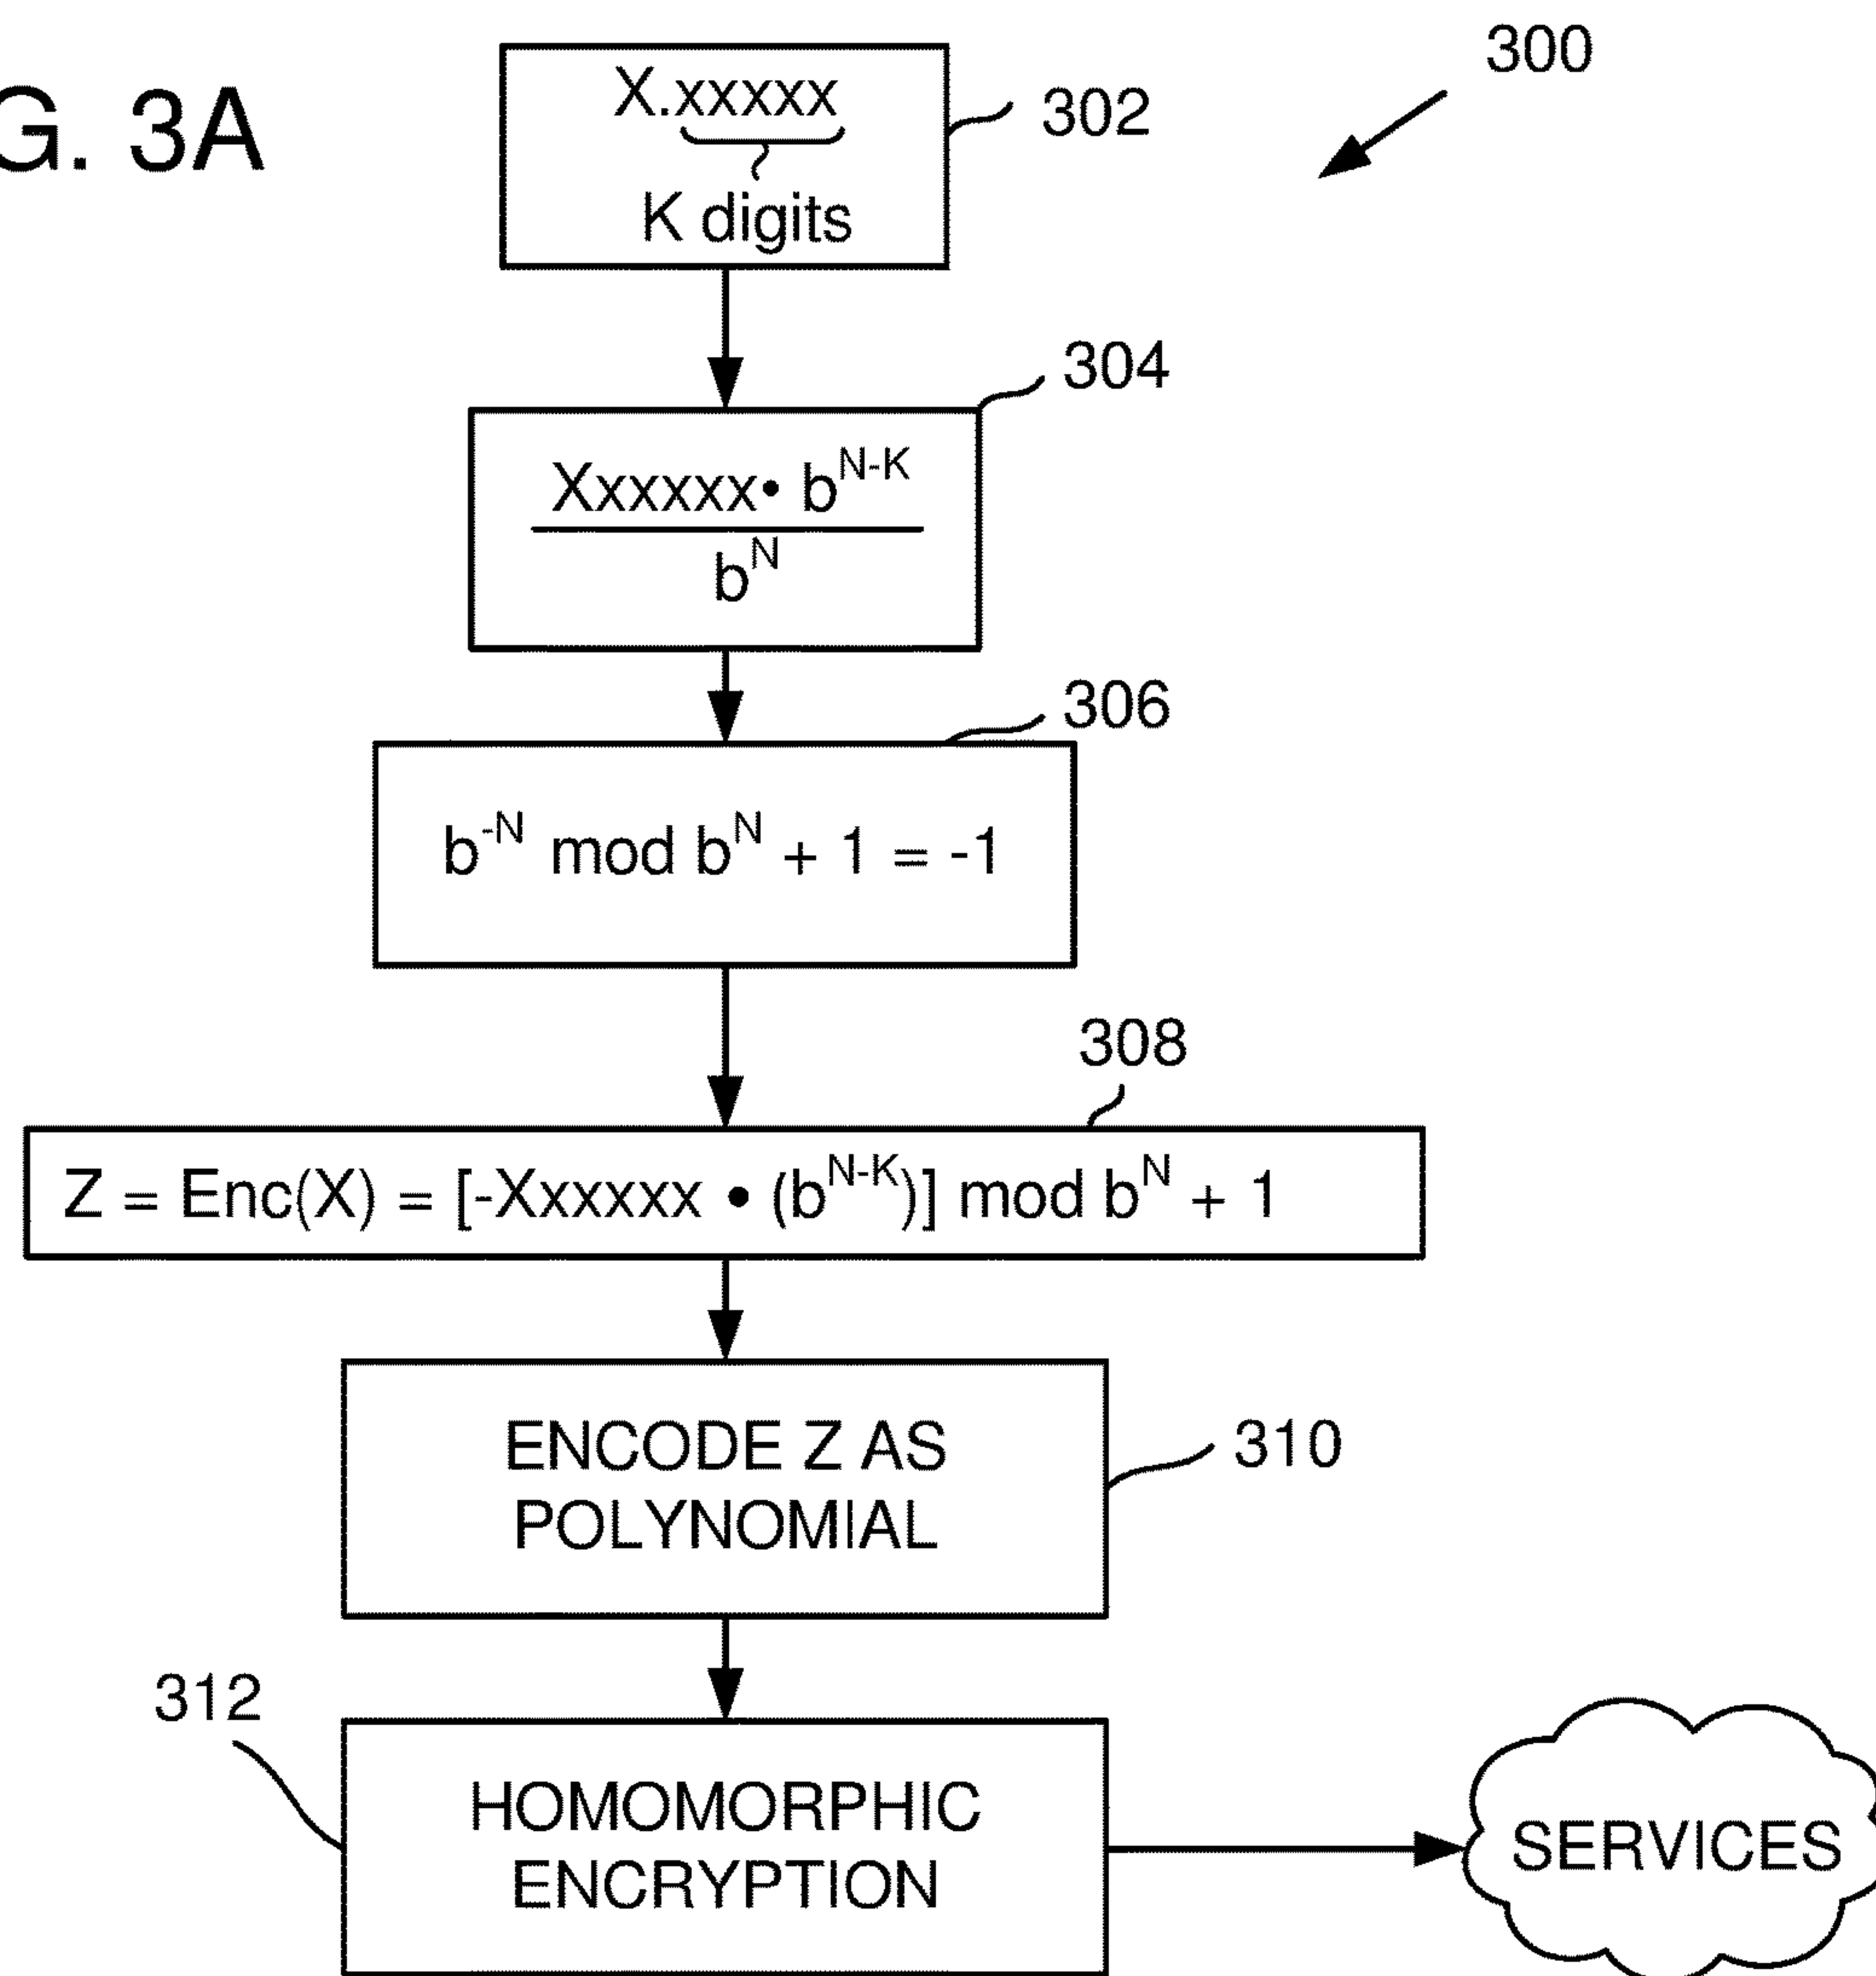 G. 3A
300
X.xxxxx
302
K digits
304
Xxxxxx • b^{N-K}
b^{N}
306
b^{-N} mod b^{N} + 1 = -1
308
Z = Enc(X) = [-Xxxxxx • (b^{N-K})] mod b^{N} + 1
ENCODE Z AS
POLYNOMIAL
310
312
HOMOMORPHIC
ENCRYPTION
SERVICES